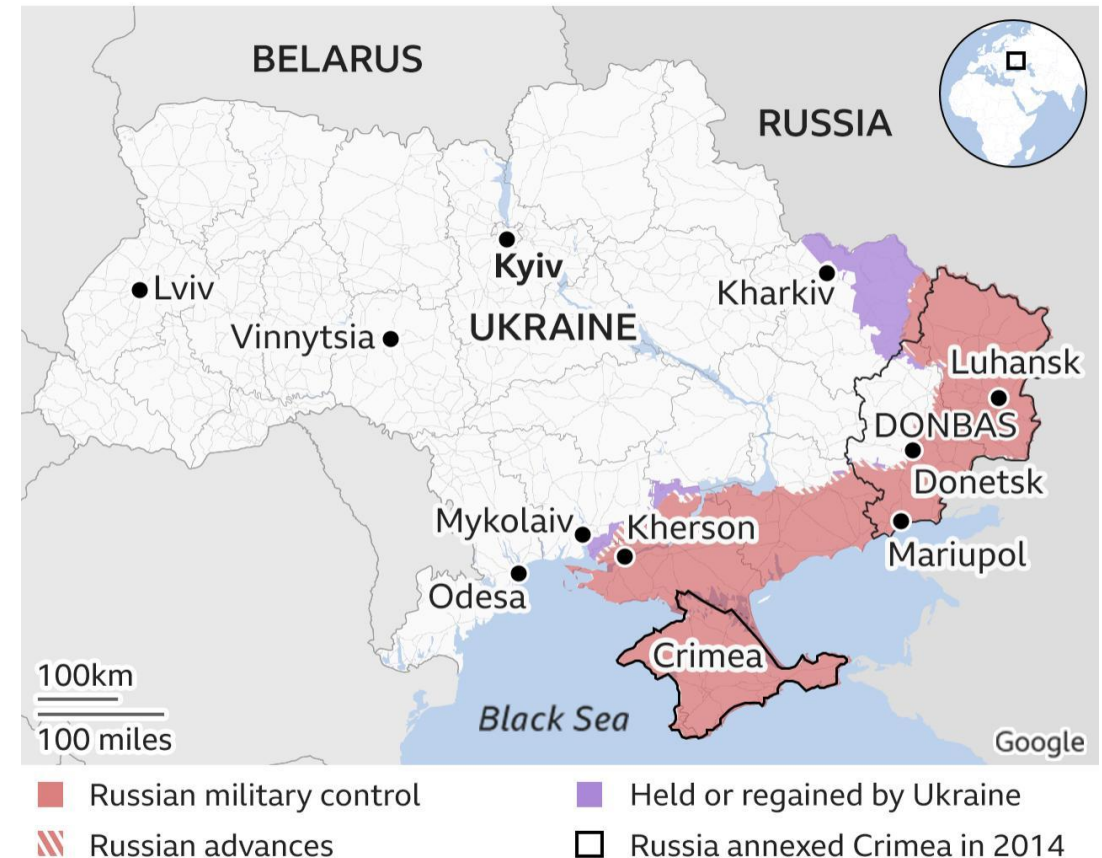 BELARUS
RUSSIA
Kyiv
Lviv
Kharkiv
Vinnytsia
UKRAINE
Luhansk
DONBAS
Donetsk
Mykolaiv
Kherson
Mariupol
Odesa
Crimea
100km
Black Sea
100 miles
Google
Russian military control
Held or regained by Ukraine
Russian advances
Russia annexed Crimea in 2014